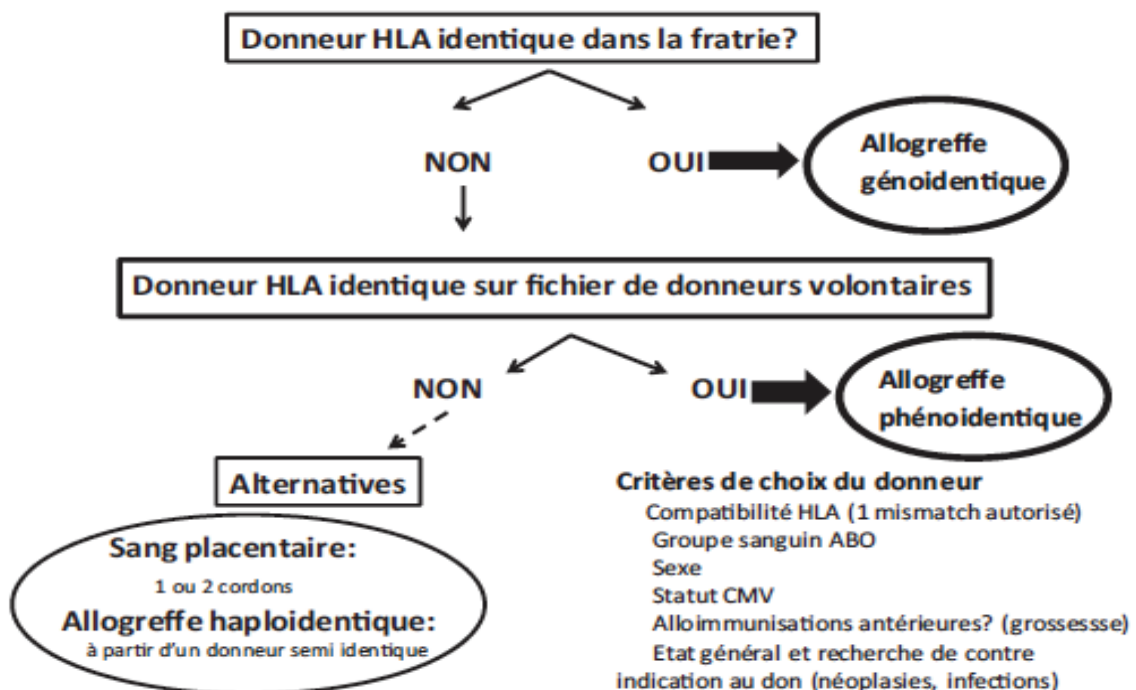 Donneur HLA identique dans la fratrie?
NON
OUI
Allogreffe
génoidentique
Donneur HLA identique sur fichier de donneurs volontaires
NON
OUI
Allogreffe
phénoidentique
Alternatives
Sang placentaire:
1 ou 2 cordons
Allogreffe haploidentique:
à partir d'un donneur semi identique
Critères de choix du donneur
Compatibilité HLA (1 mismatch autorisé)
Groupe sanguin ABO
Sexe
Statut CMV
Alloimmunisations antérieures? (grossessse)
Etat général et recherche de contre
indication au don (néoplasies, infections)